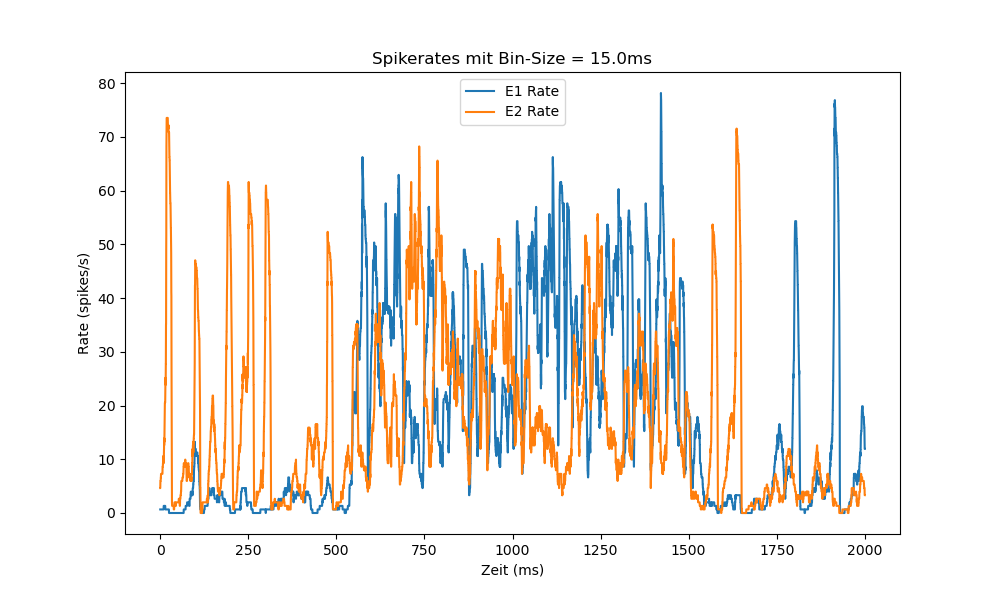 Spikerates mit Bin-Size = 15.0ms
E1 Rate
E2 Rate
80
70
60
50
40
30
20
10
0
Rate (spikes/s)
0 250 500 750 1000 1250 1500 1750 2000
Zeit (ms)